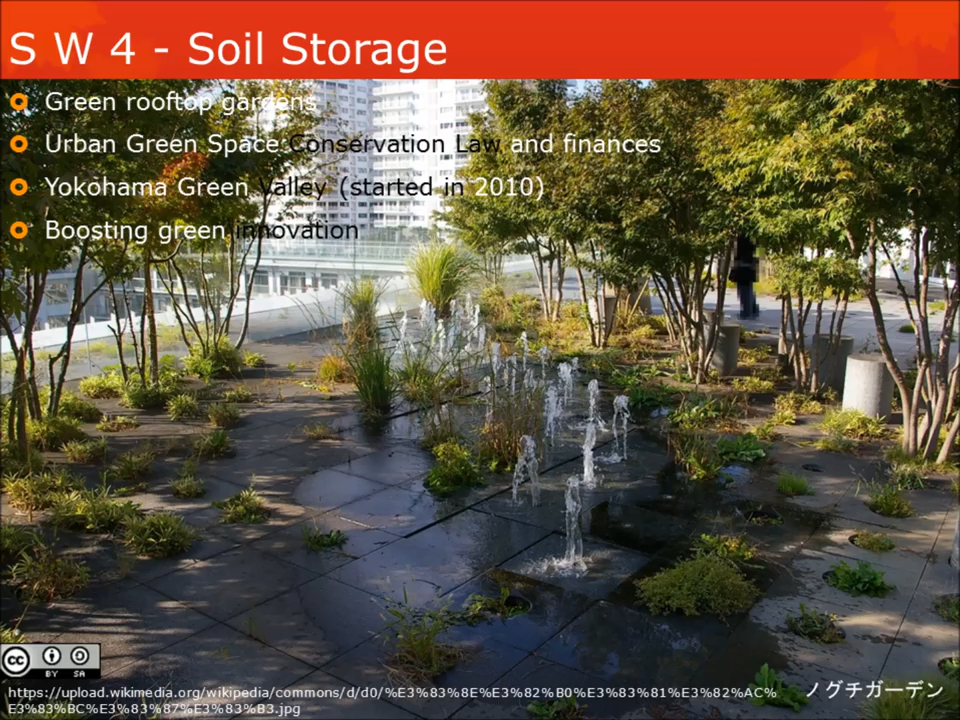 S W 4 - Soil Storage
Green rooftop gardens
Urban Green Space Conservation Law and finances
Yokohama Green Valley (started in 2010)
Boosting green innovation
cc BY SA
https://upload.wikimedia.org/wikipedia/commons/d/d0/%E3%83%8E%E3%82%B0%E3%83%81%E3%82%AC%
E3%83%BC%E3%83%87%E3%83%B3.jpg
ノグチガーデン